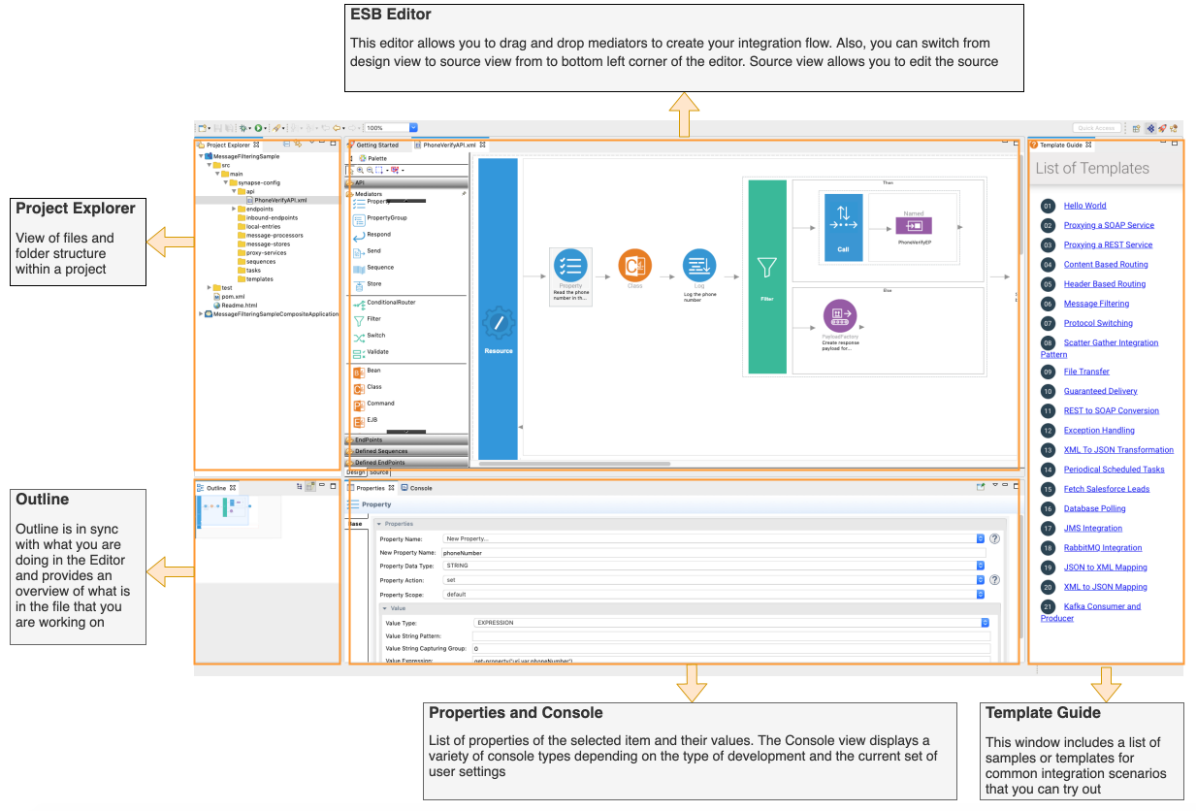 ESB Editor
This editor allows you to drag and drop mediators to create your integration flow. Also, you can switch from
design view to source view from to bottom left corner of the editor. Source view allows you to edit the source
100%
Quick Access
Project Explorer
MessageFilteringSample
src
main
synapse-config
api
PhoneVerifyAPI.xml
endpoints
inbound-endpoints
local-entries
message-processors
message-stores
proxy-services
sequences
tasks
templates
test
pom.xml
Readme.html
MessageFilteringSampleCompositeApplication
Getting Started
PhoneVerifyAPI.xml
Palette
API
Mediators
Property
PropertyGroup
Respond
Send
Sequence
Store
ConditionalRouter
Filter
Switch
Validate
Bean
Class
Command
EJB
EndPoints
Defined Sequences
Defined EndPoints
Design Source
Resource
Property
Read the phone
number in th...
Class
Log
Log the phone
number
Filter
Then
Call
Named
PhoneVerifyEP
Else
PayloadFactory
Create response
payload for...
Template Guide
List of Templates
01 Hello World
02 Proxying a SOAP Service
03 Proxying a REST Service
04 Content Based Routing
05 Header Based Routing
06 Message Filtering
07 Protocol Switching
08 Scatter Gather Integration
Pattern
09 File Transfer
10 Guaranteed Delivery
11 REST to SOAP Conversion
12 Exception Handling
13 XML To JSON Transformation
14 Periodical Scheduled Tasks
15 Fetch Salesforce Leads
16 Database Polling
17 JMS Integration
18 RabbitMQ Integration
19 JSON to XML Mapping
20 XML to JSON Mapping
21 Kafka Consumer and
Producer
Project Explorer
View of files and
folder structure
within a project
Outline
Outline is in sync
with what you are
doing in the Editor
and provides an
overview of what is
in the file that you
are working on
Outline
Properties
Console
Property
Base
Properties
Property Name: New Property...
New Property Name: phoneNumber
Property Data Type: STRING
Property Action: set
Property Scope: default
Value
Value Type: EXPRESSION
Value String Pattern:
Value String Capturing Group: 0
Value Expression: get-property('uri.var.phoneNumber')
Properties and Console
List of properties of the selected item and their values. The Console view displays a
variety of console types depending on the type of development and the current set of
user settings
Template Guide
This window includes a list of
samples or templates for
common integration scenarios
that you can try out